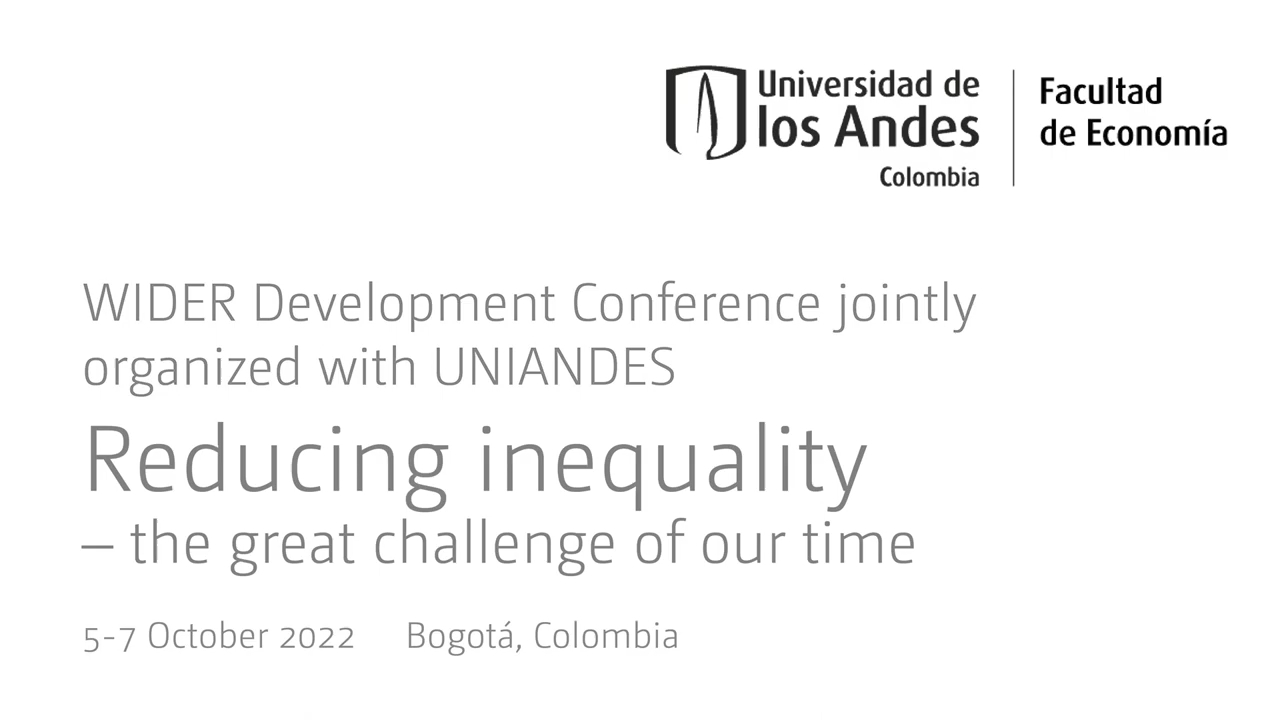 Universidad de
los Andes
Colombia
Facultad
de Economía
WIDER Development Conference jointly
organized with UNIANDES
Reducing inequality
– the great challenge of our time
5-7 October 2022 Bogotá, Colombia